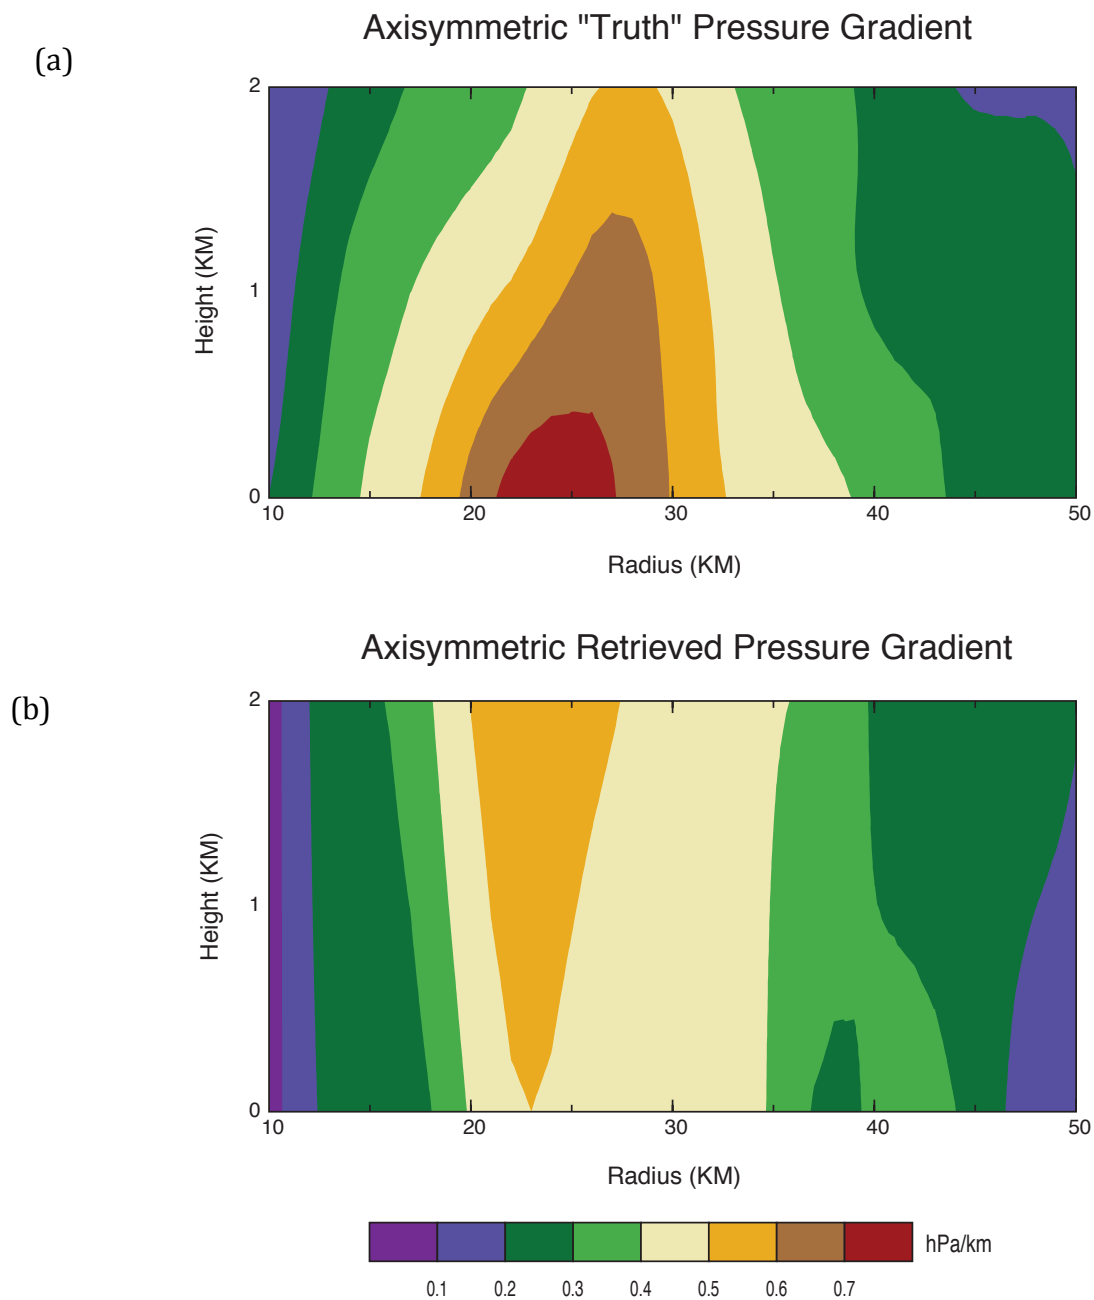 Axisymmetric "Truth" Pressure Gradient
(a)
2
1
0
Height (KM)
10 20 30 40 50
Radius (KM)
Axisymmetric Retrieved Pressure Gradient
(b)
2
1
0
Height (KM)
10 20 30 40 50
Radius (KM)
hPa/km
0.1 0.2 0.3 0.4 0.5 0.6 0.7